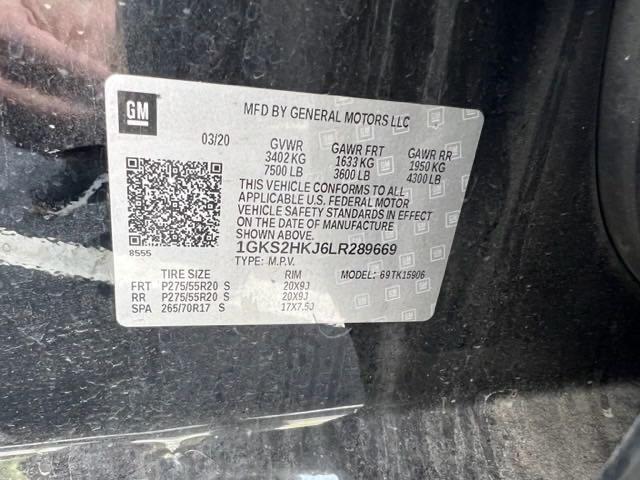 GM
MFD BY GENERAL MOTORS LLC
03/20 GVWR GAWR FRT GAWR RR
3402 KG 1633 KG 1950 KG
7500 LB 3600 LB 4300 LB
THIS VEHICLE CONFORMS TO ALL
APPLICABLE U.S. FEDERAL MOTOR
VEHICLE SAFETY STANDARDS IN EFFECT
ON THE DATE OF MANUFACTURE
SHOWN ABOVE.
1GKS2HKJ6LR289669
8555
TYPE: M.P.V.
TIRE SIZE RIM MODEL: 69TK15906
FRT P275/55R20 S 20X9J
RR P275/55R20 S 20X9J
SPA 265/70R17 S 17X7.5J